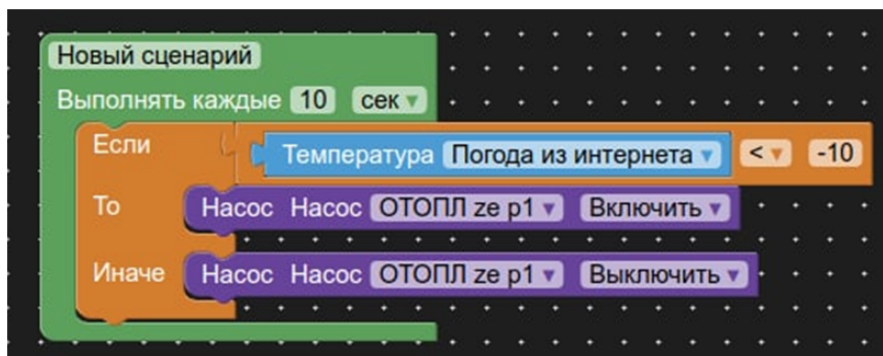 Новый сценарий
Выполнять каждые 10 сек
Если Температура Погода из интернета < -10
То Насос Насос ОТОПЛ ze p1 Включить
Иначе Насос Насос ОТОПЛ ze p1 Выключить